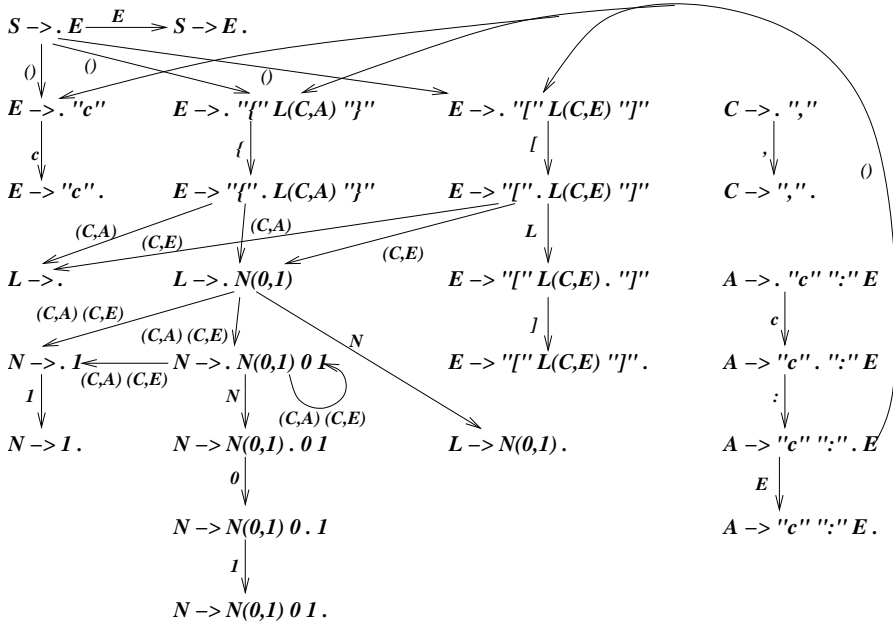 S -> . E E S -> E .
() () ()
E -> . "c" E -> . "{" L(C,A) "}" E -> . "[" L(C,E) "]" C -> . ","
c { [ , ()
E -> "c" . E -> "{" . L(C,A) "}" E -> "[" . L(C,E) "]" C -> "," .
(C,A) (C,E) (C,A) (C,E) L
L -> . L -> . N(0,1) E -> "[" L(C,E) . "]" A -> . "c" ":" E
(C,A) (C,E) (C,A) (C,E) N ] c
N -> . 1 N -> . N(0,1) 0 1 E -> "[" L(C,E) "]" . A -> "c" . ":" E
(C,A) (C,E)
1 N (C,A) (C,E) :
N -> 1 . N -> N(0,1) . 0 1 L -> N(0,1) . A -> "c" ":" . E
0 E
N -> N(0,1) 0 . 1 A -> "c" ":" E .
1
N -> N(0,1) 0 1 .